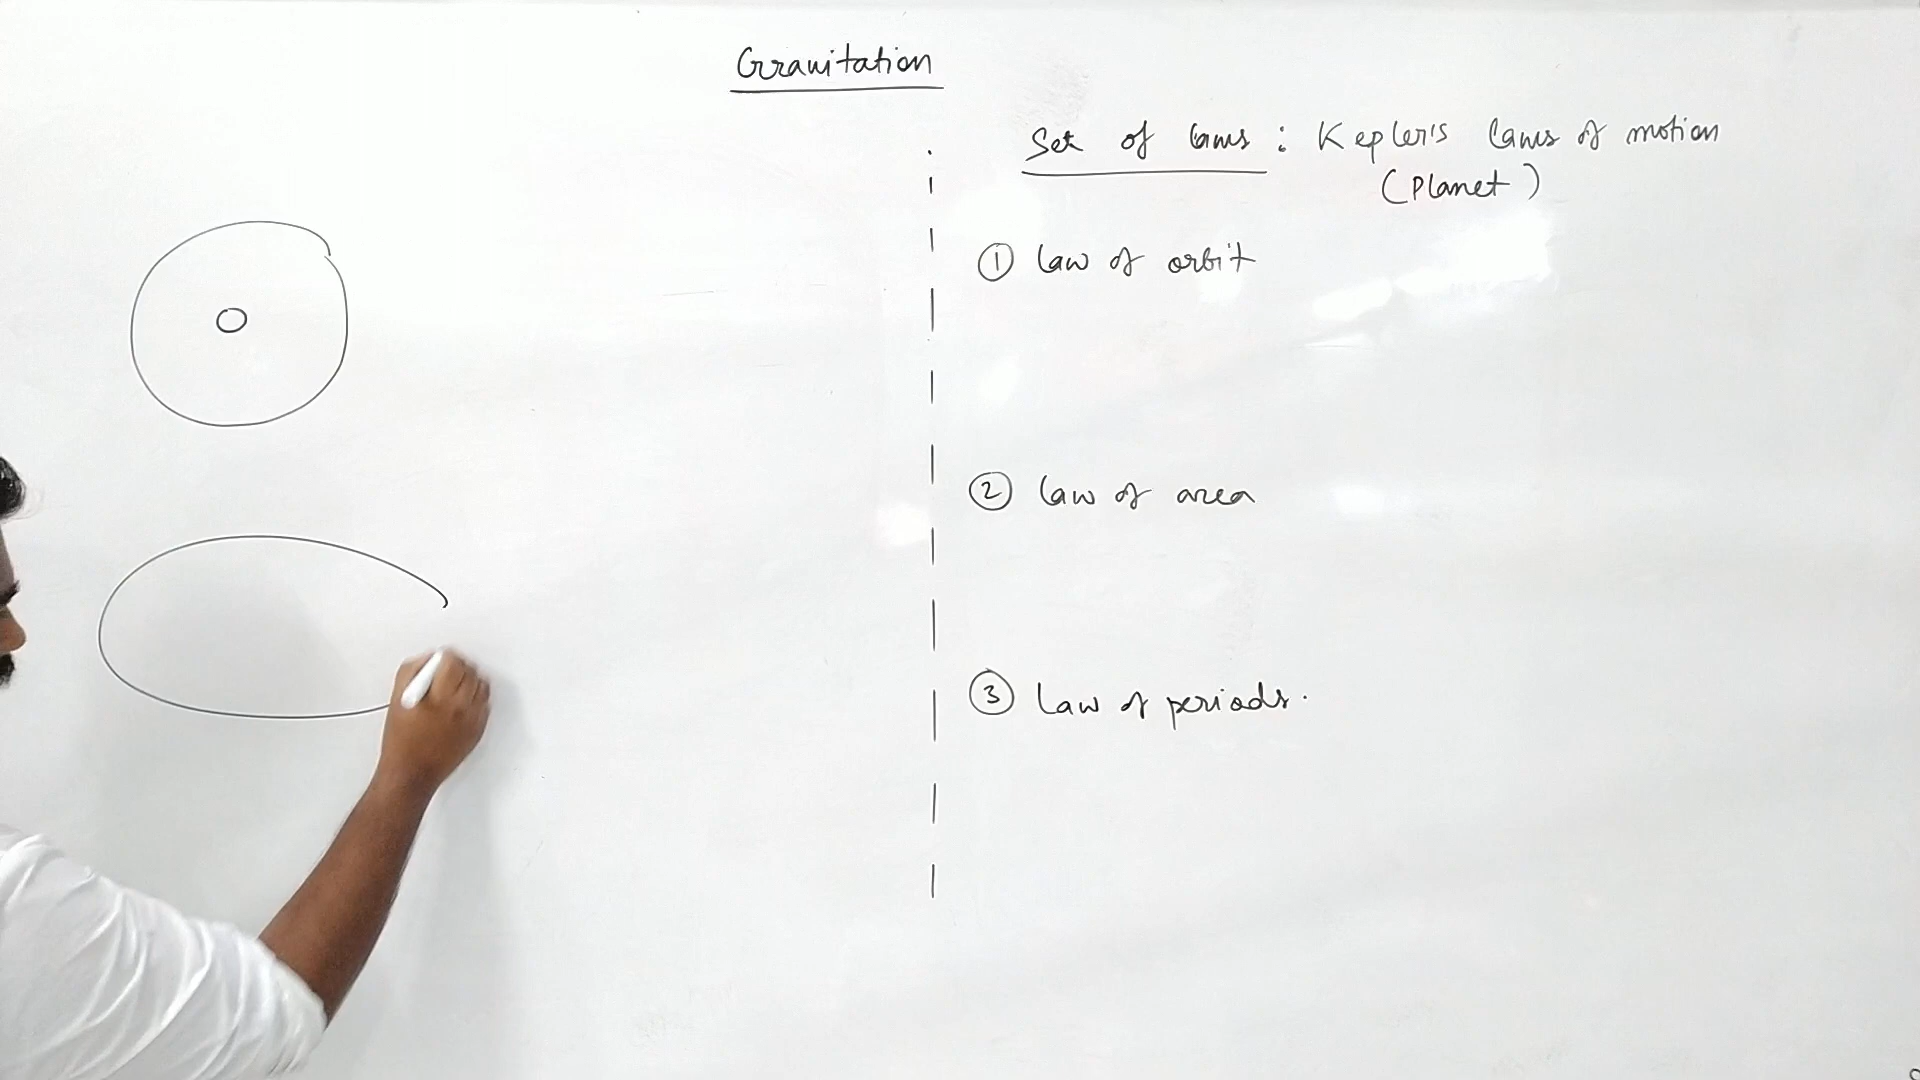 Gravitation
Set of laws : Kepler's laws of motion
(Planet)
① Law of orbit
② Law of area
③ Law of periods.